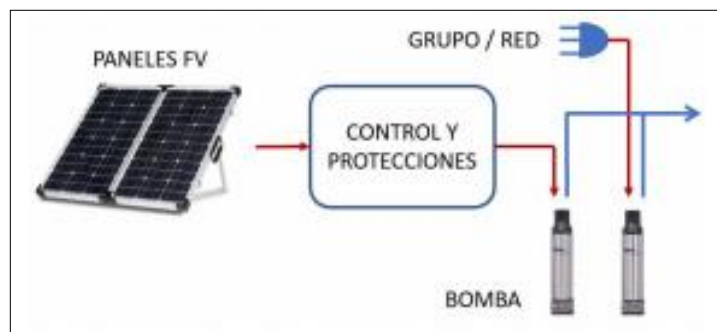 GRUPO / RED
PANELES FV
CONTROL Y
PROTECCIONES
BOMBA